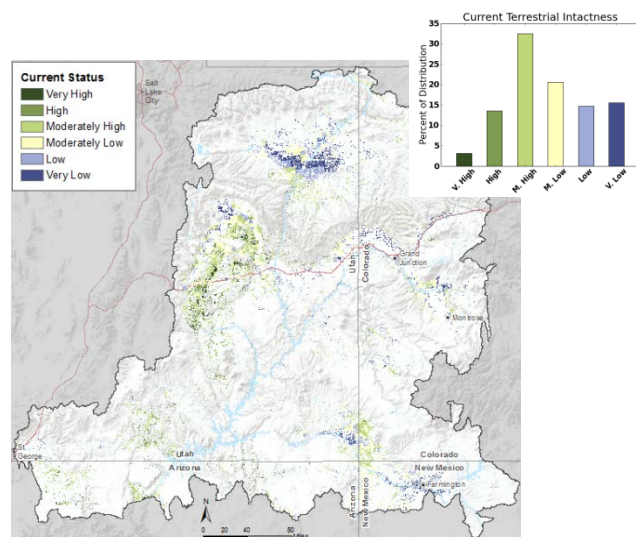 Current Terrestrial Intactness
Percent of Distribution
35
30
25
20
15
10
5
0
V. High
High
M. High
M. Low
Low
V. Low
Current Status
Very High
High
Moderately High
Moderately Low
Low
Very Low
Salt
Lake
City
Utah
Colorado
Grand
Junction
Montrose
St.
George
Utah
Arizona
Colorado
New Mexico
Arizona
New Mexico
Farmington
N
0 20 40 80
Miles